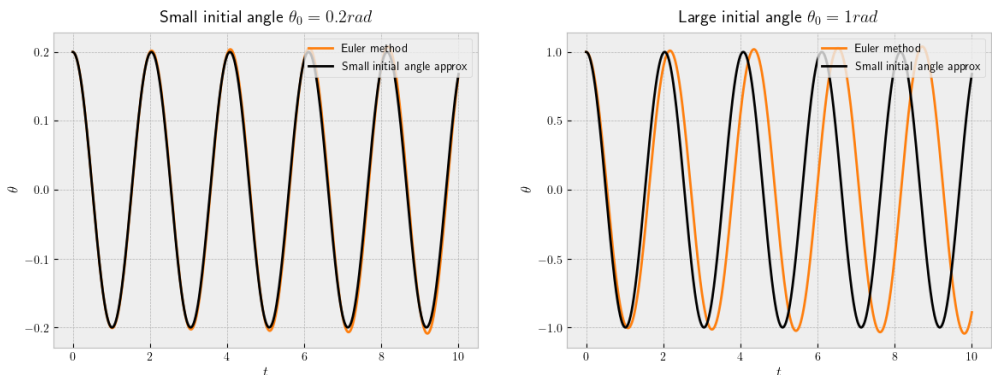 Small initial angle θ₀ = 0.2rad
0.2
0.1
0.0
−0.1
−0.2
θ
0 2 4 6 8 10
t
Euler method
Small initial angle approx
Large initial angle θ₀ = 1rad
1.0
0.5
0.0
−0.5
−1.0
θ
0 2 4 6 8 10
t
Euler method
Small initial angle approx